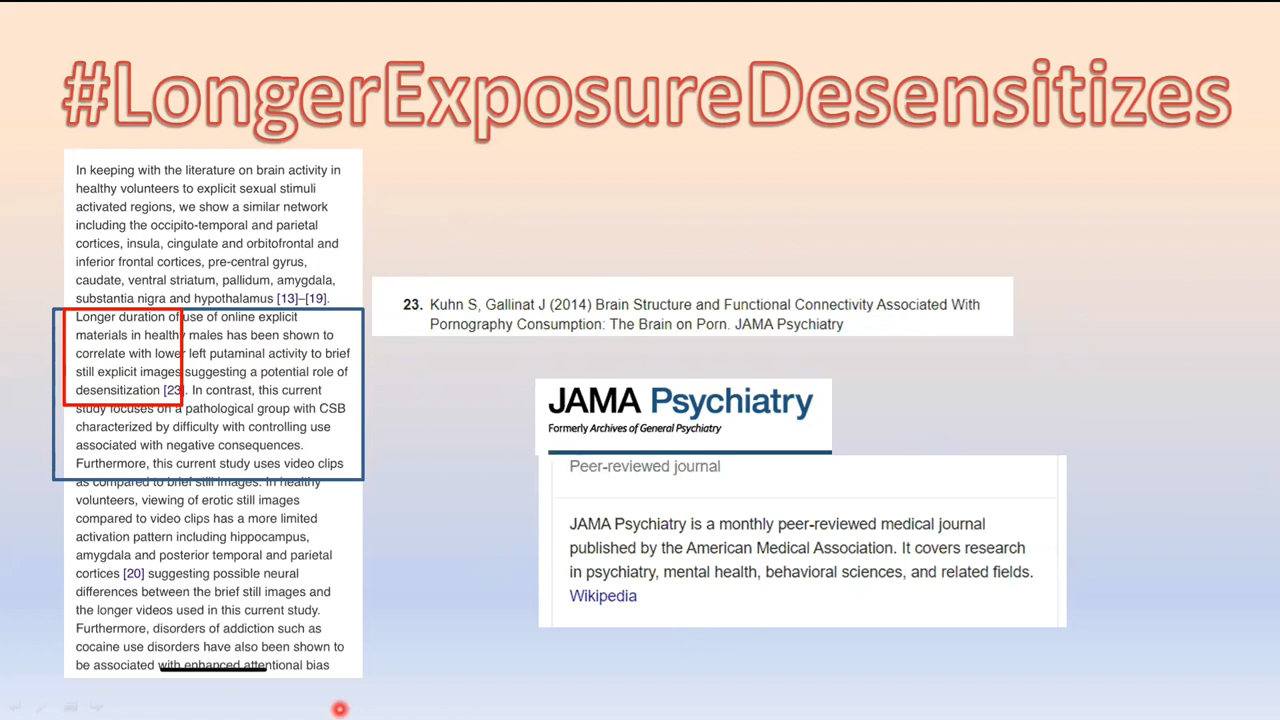 #LongerExposureDesensitizes
In keeping with the literature on brain activity in
healthy volunteers to explicit sexual stimuli
activated regions, we show a similar network
including the occipito-temporal and parietal
cortices, insula, cingulate and orbitofrontal and
inferior frontal cortices, pre-central gyrus,
caudate, ventral striatum, pallidum, amygdala,
substantia nigra and hypothalamus [13]–[19].
Longer duration of use of online explicit
materials in healthy males has been shown to
correlate with lower left putaminal activity to brief
still explicit images suggesting a potential role of
desensitization [23]. In contrast, this current
study focuses on a pathological group with CSB
characterized by difficulty with controlling use
associated with negative consequences.
Furthermore, this current study uses video clips
as compared to brief still images. In healthy
volunteers, viewing of erotic still images
compared to video clips has a more limited
activation pattern including hippocampus,
amygdala and posterior temporal and parietal
cortices [20] suggesting possible neural
differences between the brief still images and
the longer videos used in this current study.
Furthermore, disorders of addiction such as
cocaine use disorders have also been shown to
be associated with enhanced attentional bias
23. Kuhn S, Gallinat J (2014) Brain Structure and Functional Connectivity Associated With
Pornography Consumption: The Brain on Porn. JAMA Psychiatry
JAMA Psychiatry
Formerly Archives of General Psychiatry
Peer-reviewed journal
JAMA Psychiatry is a monthly peer-reviewed medical journal
published by the American Medical Association. It covers research
in psychiatry, mental health, behavioral sciences, and related fields.
Wikipedia